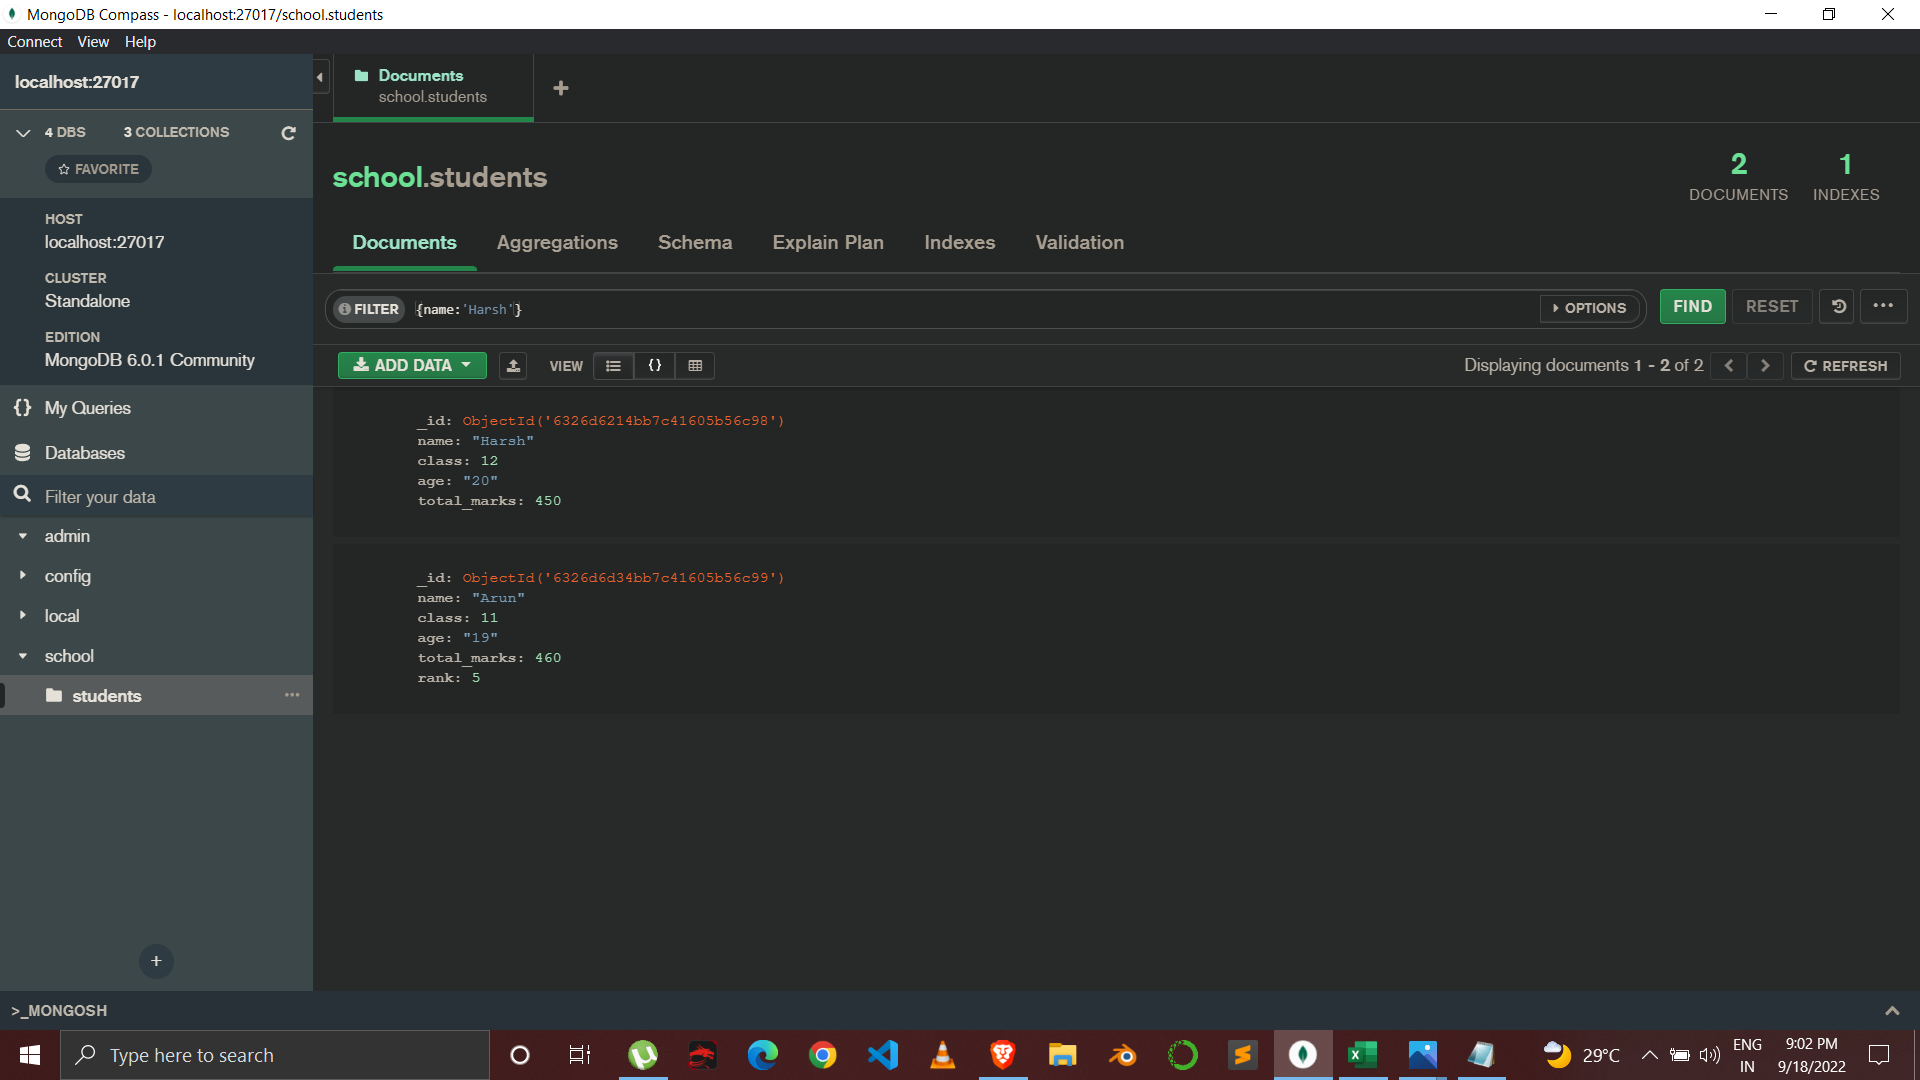 MongoDB Compass - localhost:27017/school.students
Connect View Help
localhost:27017
4 DBS 3 COLLECTIONS
FAVORITE
HOST
localhost:27017
CLUSTER
Standalone
EDITION
MongoDB 6.0.1 Community
{} My Queries
Databases
Filter your data
admin
config
local
school
students
Documents
school.students
school.students
2
DOCUMENTS
1
INDEXES
Documents Aggregations Schema Explain Plan Indexes Validation
FILTER {name:'Harsh'} OPTIONS FIND RESET
ADD DATA VIEW {} Displaying documents 1 - 2 of 2 REFRESH
_id: ObjectId('6326d6214bb7c41605b56c98')
name: "Harsh"
class: 12
age: "20"
total_marks: 450
_id: ObjectId('6326d6d34bb7c41605b56c99')
name: "Arun"
class: 11
age: "19"
total_marks: 460
rank: 5
>_MONGOSH
Type here to search
29°C
ENG
IN
9:02 PM
9/18/2022